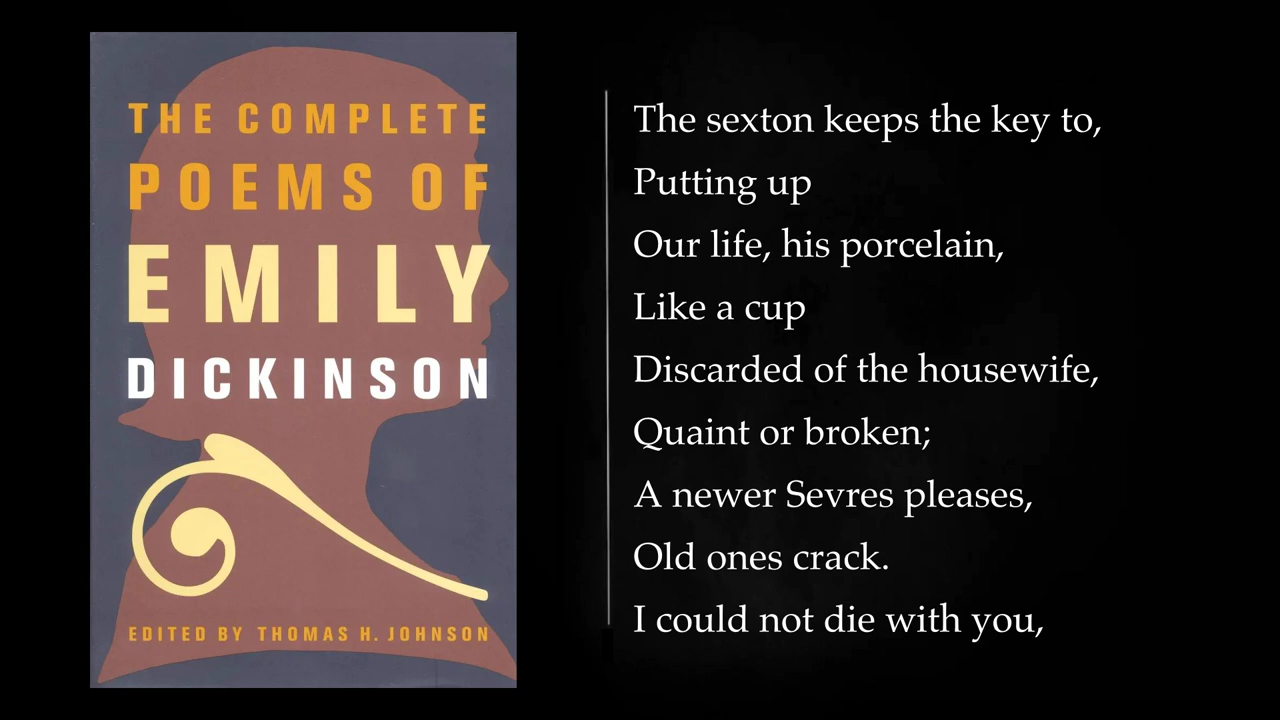 THE COMPLETE
POEMS OF
EMILY
DICKINSON
EDITED BY THOMAS H. JOHNSON
The sexton keeps the key to,
Putting up
Our life, his porcelain,
Like a cup
Discarded of the housewife,
Quaint or broken;
A newer Sevres pleases,
Old ones crack.
I could not die with you,